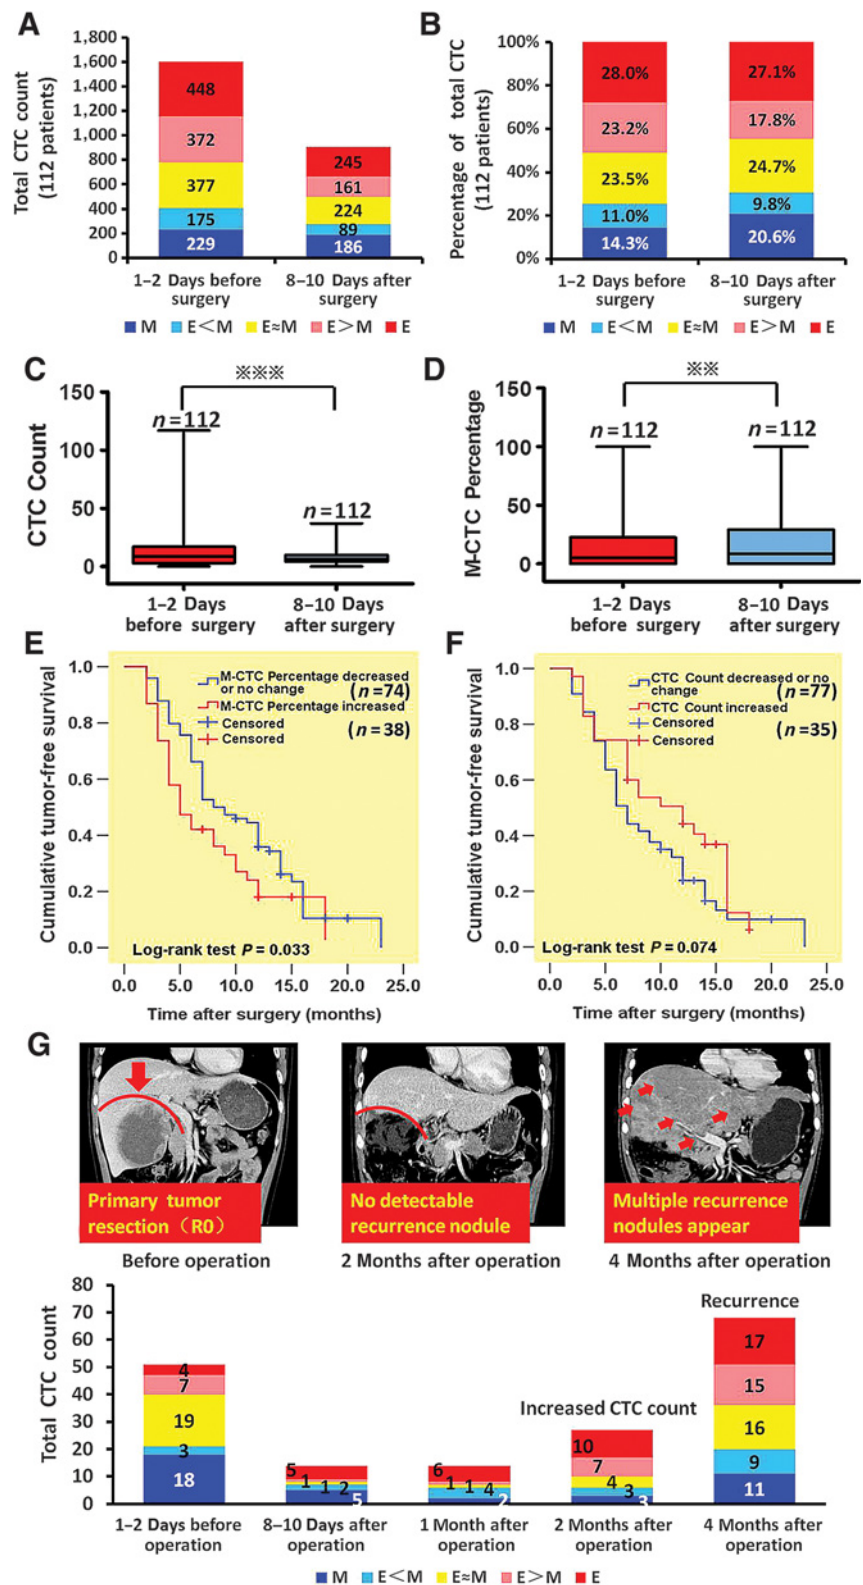 A
Total CTC count
(112 patients)
1,800
1,600
1,400
1,200
1,000
800
600
400
200
0
448
372
377
175
229
245
161
224
89
186
1–2 Days before
surgery
8–10 Days after
surgery
M E<M E≈M E>M E
B
Percentage of total CTC
(112 patients)
100%
80%
60%
40%
20%
0%
28.0%
23.2%
23.5%
11.0%
14.3%
27.1%
17.8%
24.7%
9.8%
20.6%
1–2 Days before
surgery
8–10 Days after
surgery
M E<M E≈M E>M E
C
CTC Count
150
100
50
0
※※※
n=112
n=112
1–2 Days
before surgery
8–10 Days
after surgery
D
M-CTC Percentage
150
100
50
0
※※
n=112
n=112
1–2 Days
before surgery
8–10 Days
after surgery
E
Cumulative tumor-free survival
1.0
0.8
0.6
0.4
0.2
0.0
M-CTC Percentage decreased
or no change (n=74)
M-CTC Percentage increased
Censored (n=38)
Censored
Log-rank test P = 0.033
0.0 5.0 10.0 15.0 20.0 25.0
Time after surgery (months)
F
Cumulative tumor-free survival
1.0
0.8
0.6
0.4
0.2
0.0
CTC Count decreased or no
change (n=77)
CTC Count increased
Censored (n=35)
Censored
Log-rank test P = 0.074
0.0 5.0 10.0 15.0 20.0 25.0
Time after surgery (months)
G
Primary tumor
resection (R0)
Before operation
No detectable
recurrence nodule
2 Months after operation
Multiple recurrence
nodules appear
4 Months after operation
Total CTC count
80
70
60
50
40
30
20
10
0
4
7
19
3
18
5
1 1 2
5
6
1 1 4
2
Increased CTC count
10
7
4
3
3
Recurrence
17
15
16
9
11
1–2 Days before
operation
8–10 Days after
operation
1 Month after
operation
2 Months after
operation
4 Months after
operation
M E<M E≈M E>M E